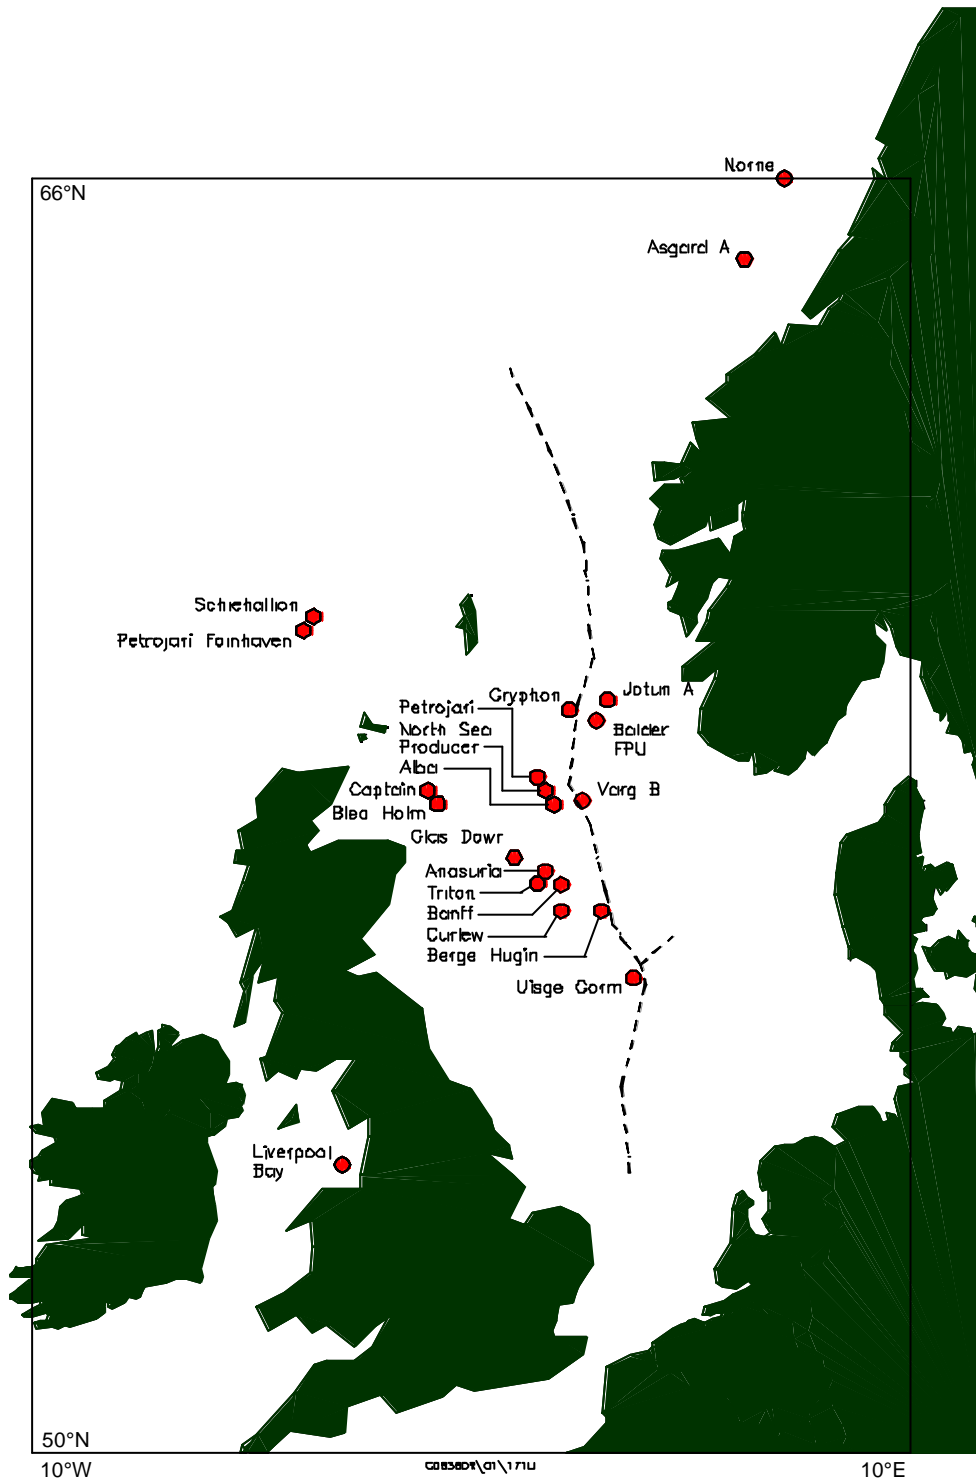 Norne
66°N
Asgard A
Schiehallion
Petrojarl Foinhaven
Gryphon
Jotun A
Petrojarl
North Sea
Balder
FPU
Producer
Alba
Captain
Varg B
Blea Holm
Glas Dowr
Anasuria
Triton
Banff
Curlew
Berge Hugin
Uisge Gorm
Liverpool
Bay
50°N
10°W
10°E